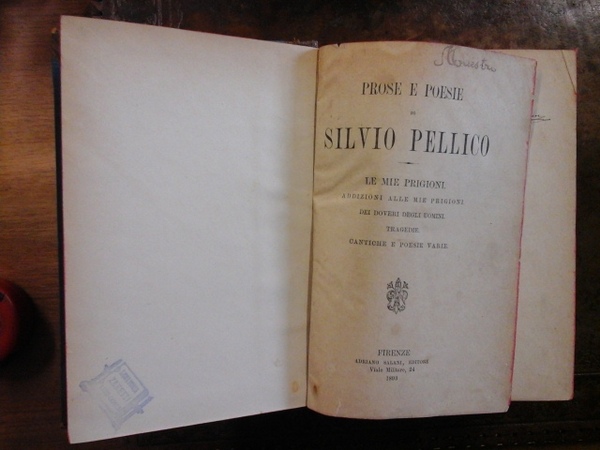 PROSE E POESIE
DI
SILVIO PELLICO
LE MIE PRIGIONI
ADDIZIONI ALLE MIE PRIGIONI
DEI DOVERI DEGLI UOMINI
TRAGEDIE
CANTICHE E POESIE VARIE
FIRENZE
ADRIANO SALANI, EDITORE
Viale Militare, 24